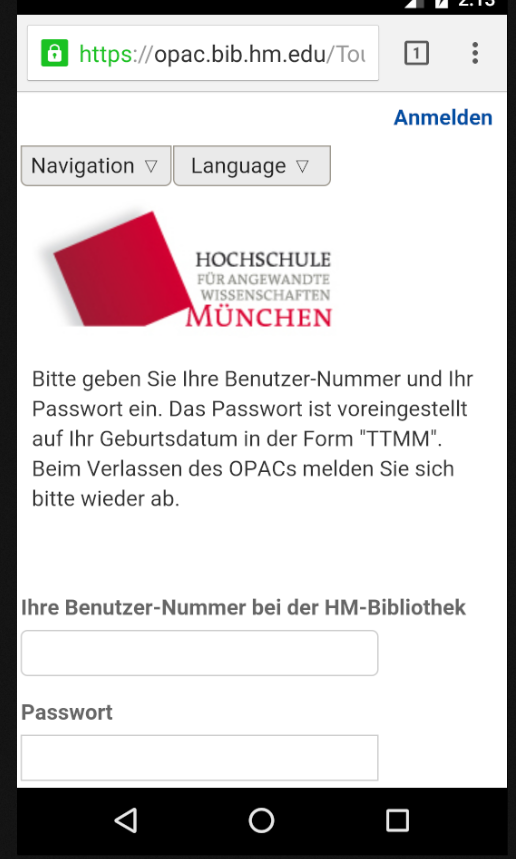 2:13
https://opac.bib.hm.edu/Tou
1
Anmelden
Navigation ▽
Language ▽
HOCHSCHULE
FÜR ANGEWANDTE
WISSENSCHAFTEN
MÜNCHEN
Bitte geben Sie Ihre Benutzer-Nummer und Ihr
Passwort ein. Das Passwort ist voreingestellt
auf Ihr Geburtsdatum in der Form "TTMM".
Beim Verlassen des OPACs melden Sie sich
bitte wieder ab.
Ihre Benutzer-Nummer bei der HM-Bibliothek
Passwort